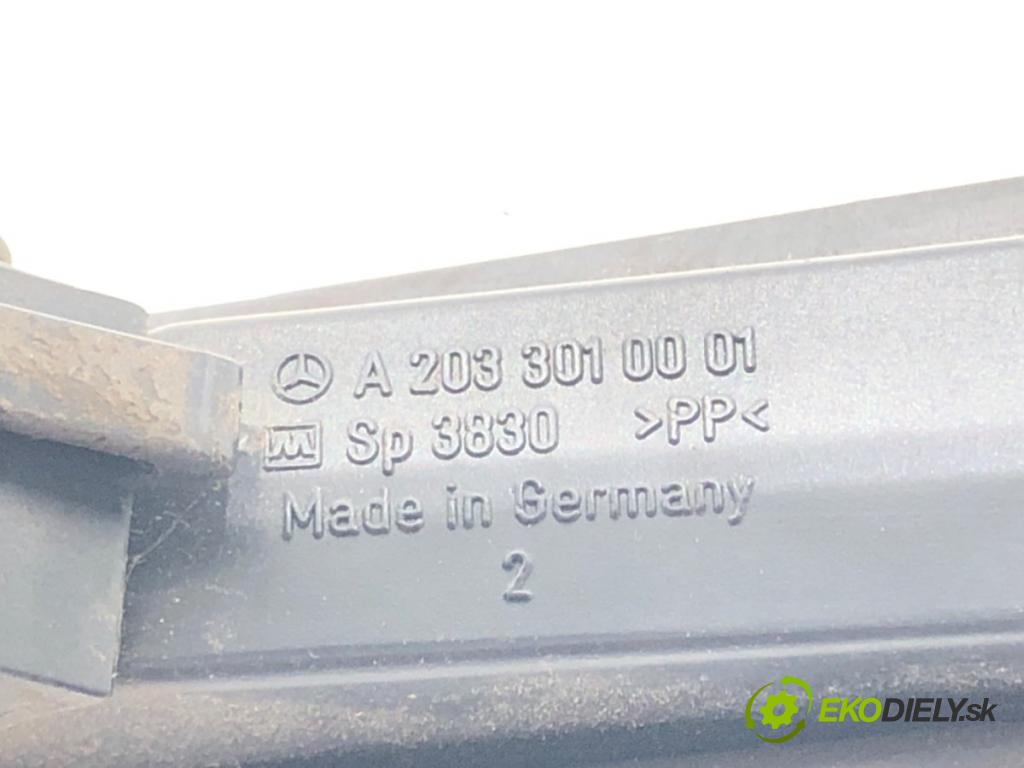 A 203 301 00 01
Sp 3830 >PP<
Made in Germany
2
EKODIELY.sk